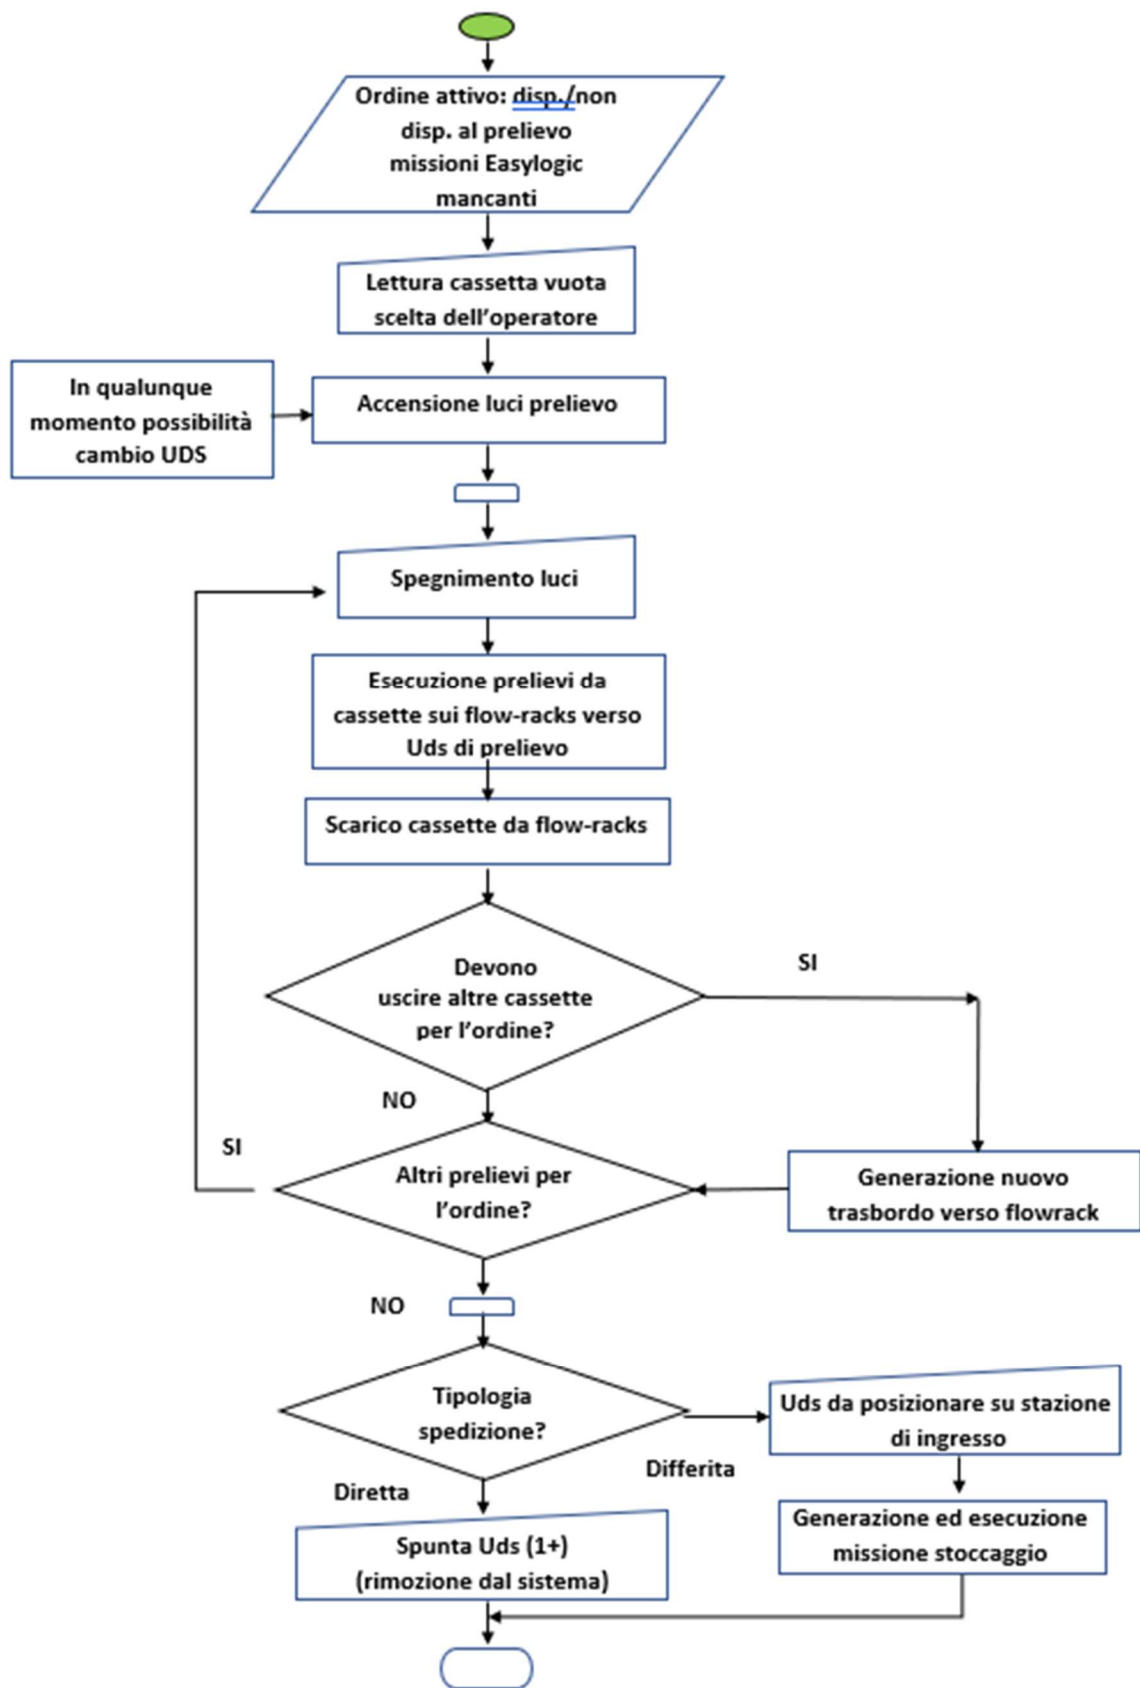 Ordine attivo: disp./non
disp. al prelievo
missioni Easylogic
mancanti
Lettura cassetta vuota
scelta dell'operatore
In qualunque
momento possibilità
cambio UDS
Accensione luci prelievo
Spegnimento luci
Esecuzione prelievi da
cassette sui flow-racks verso
Uds di prelievo
Scarico cassette da flow-racks
Devono
uscire altre cassette
per l'ordine?
SI
NO
SI
Altri prelievi per
l'ordine?
Generazione nuovo
trasbordo verso flowrack
NO
Tipologia
spedizione?
Uds da posizionare su stazione
di ingresso
Differita
Diretta
Generazione ed esecuzione
missione stoccaggio
Spunta Uds (1+)
(rimozione dal sistema)